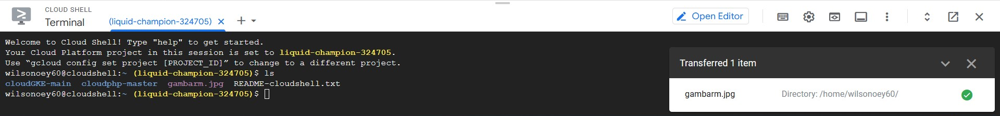 CLOUD SHELL
Terminal
(liquid-champion-324705)
Open Editor
Welcome to Cloud Shell! Type "help" to get started.
Your Cloud Platform project in this session is set to liquid-champion-324705.
Use “gcloud config set project [PROJECT_ID]” to change to a different project.
wilsonoey60@cloudshell:~ (liquid-champion-324705)$ ls
cloudGKE-main  cloudphp-master  gambarm.jpg  README-cloudshell.txt
wilsonoey60@cloudshell:~ (liquid-champion-324705)$
Transferred 1 item
gambarm.jpg Directory: /home/wilsonoey60/